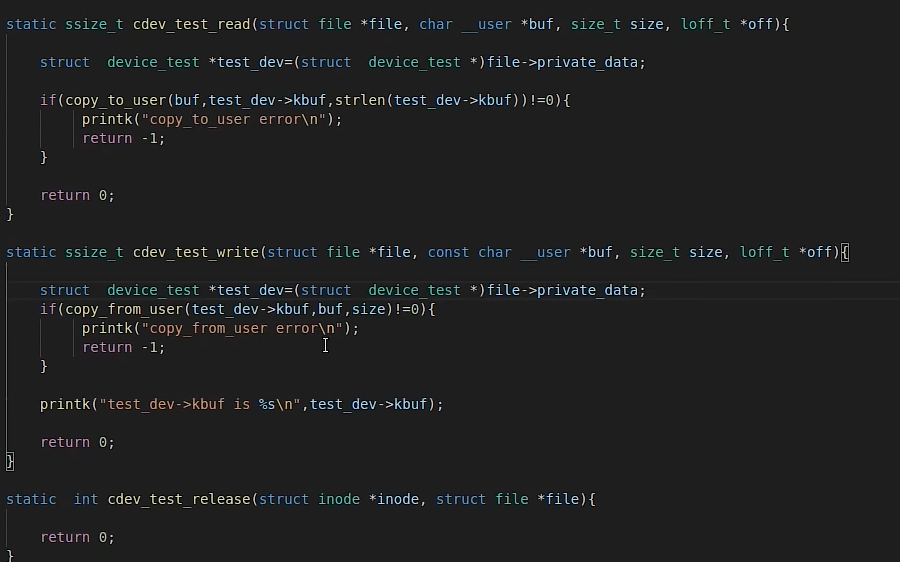 static ssize_t cdev_test_read(struct file *file, char __user *buf, size_t size, loff_t *off){
struct  device_test *test_dev=(struct  device_test *)file->private_data;
if(copy_to_user(buf,test_dev->kbuf,strlen(test_dev->kbuf))!=0){
printk("copy_to_user error\n");
return -1;
}
return 0;
}
static ssize_t cdev_test_write(struct file *file, const char __user *buf, size_t size, loff_t *off){
struct  device_test *test_dev=(struct  device_test *)file->private_data;
if(copy_from_user(test_dev->kbuf,buf,size)!=0){
printk("copy_from_user error\n");
return -1;
}
printk("test_dev->kbuf is %s\n",test_dev->kbuf);
return 0;
}
static  int cdev_test_release(struct inode *inode, struct file *file){
return 0;
}